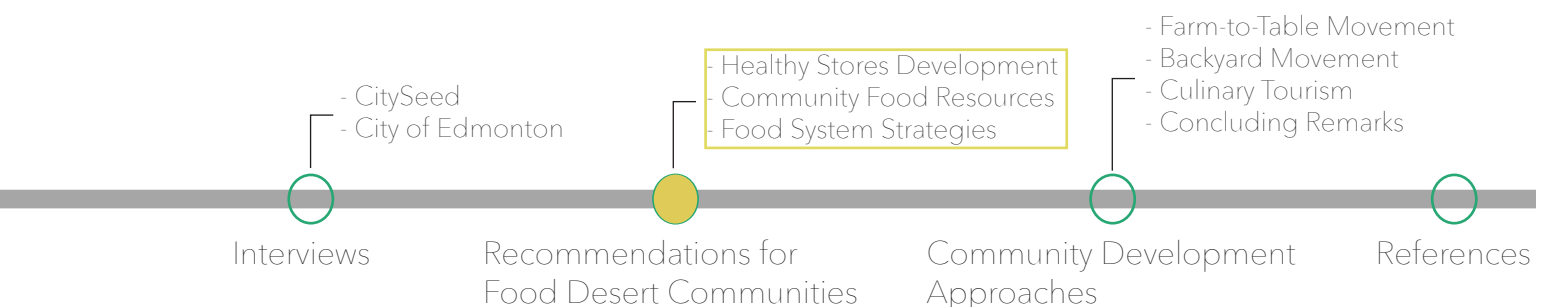 - CitySeed
- City of Edmonton
Interviews
- Healthy Stores Development
- Community Food Resources
- Food System Strategies
Recommendations for
Food Desert Communities
- Farm-to-Table Movement
- Backyard Movement
- Culinary Tourism
- Concluding Remarks
Community Development
Approaches
References